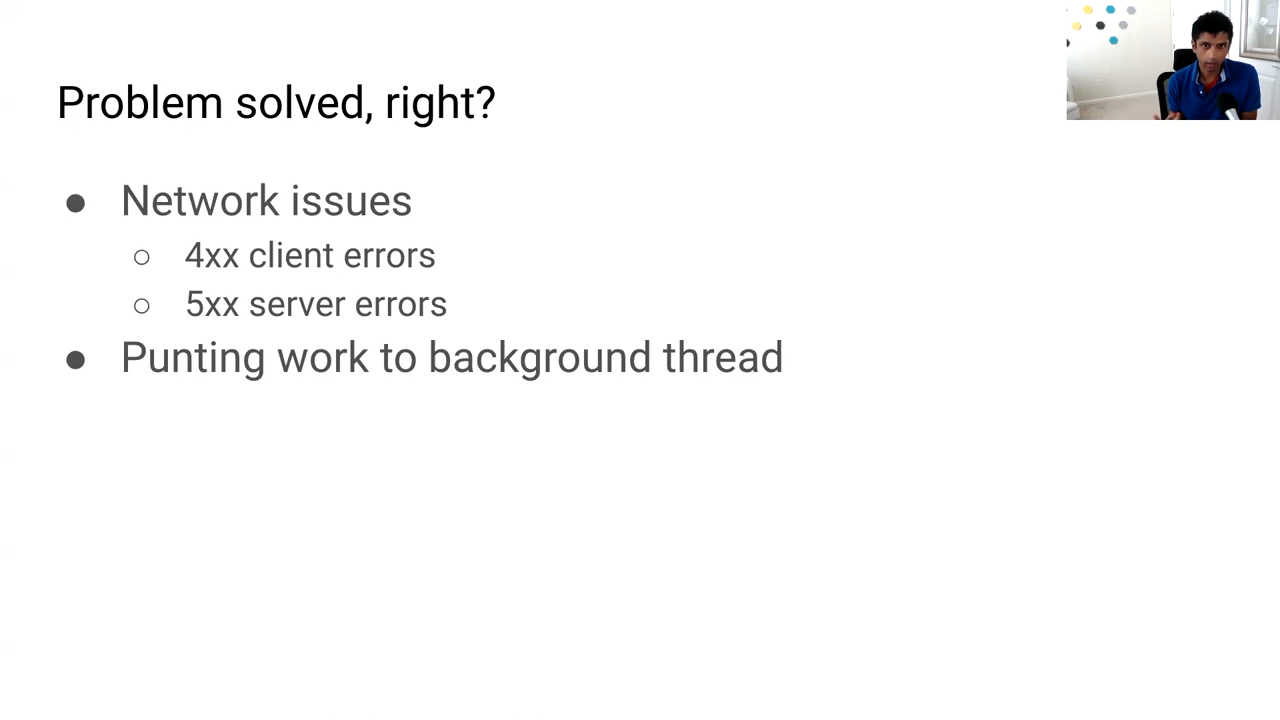 Problem solved, right?
● Network issues
○ 4xx client errors
○ 5xx server errors
● Punting work to background thread